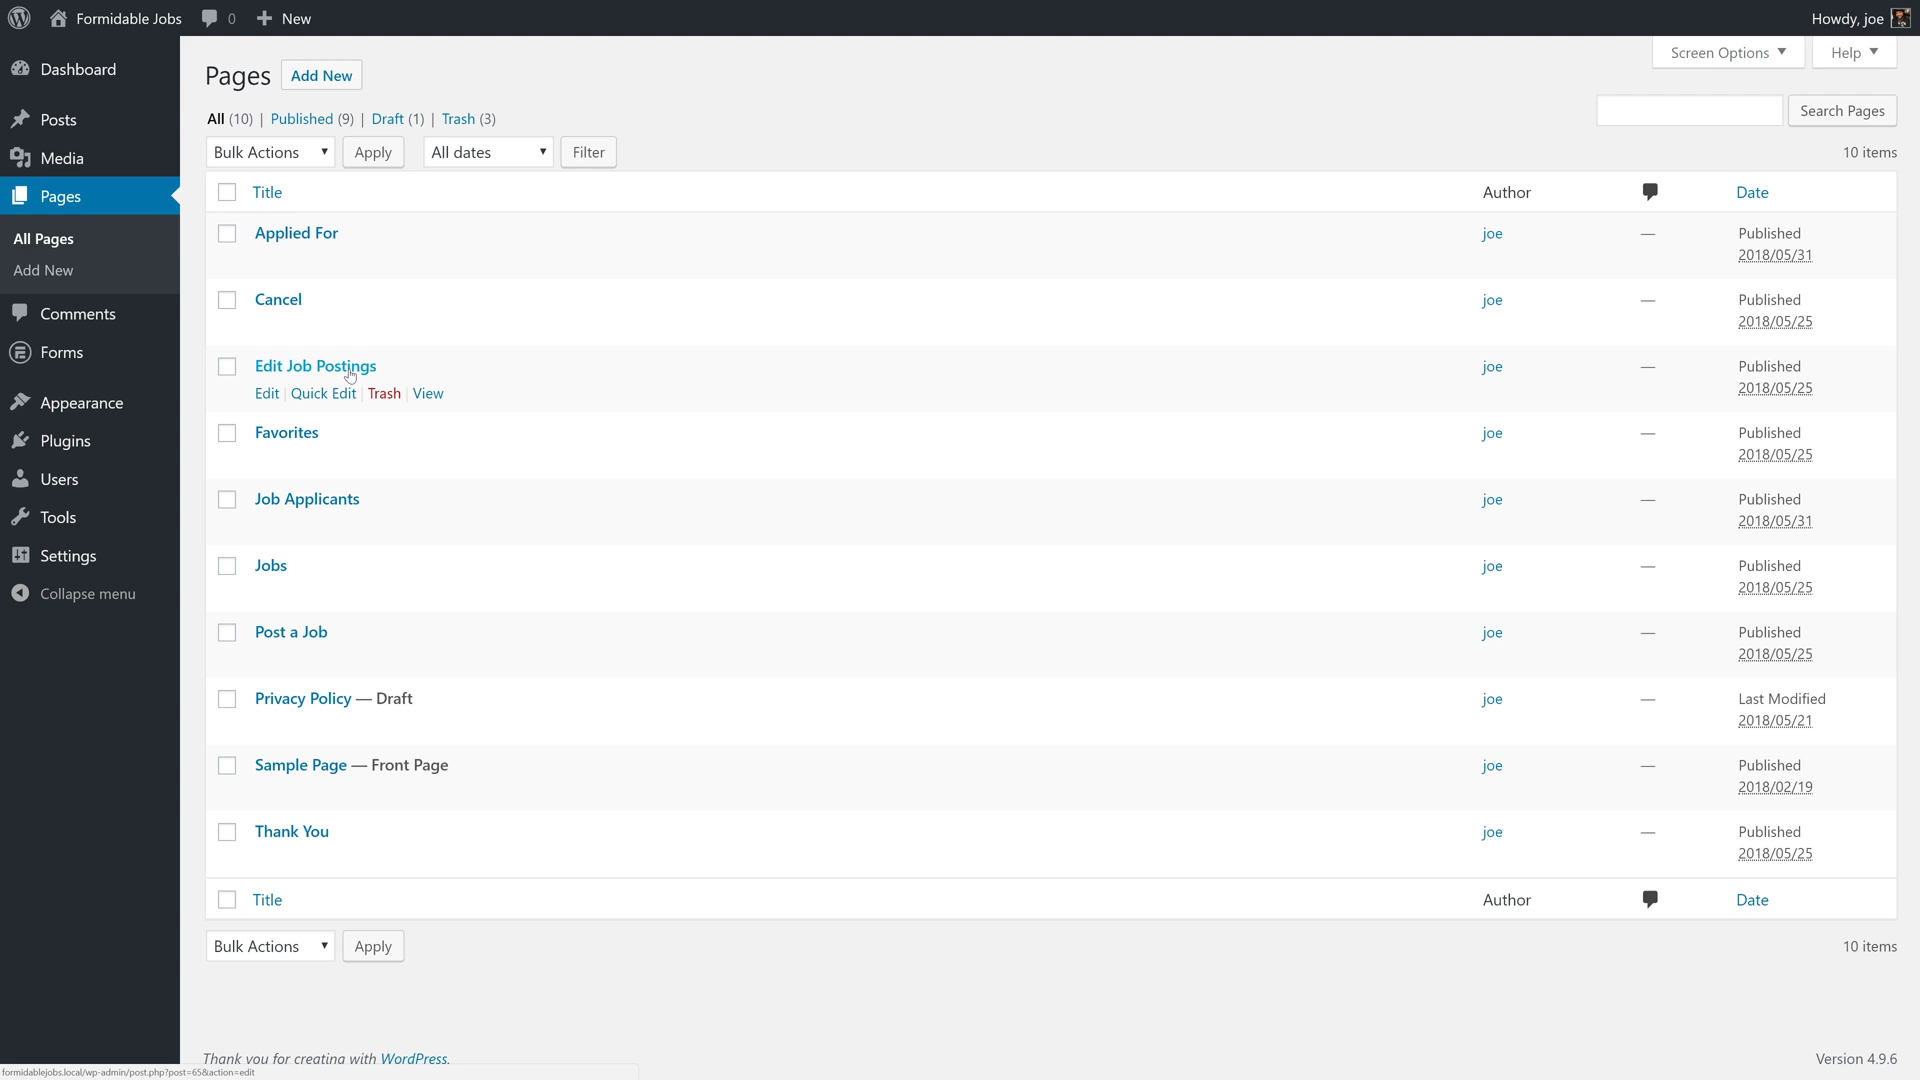 Formidable Jobs 0 New Howdy, joe
Screen Options Help
Dashboard
Posts
Media
Pages
All Pages
Add New
Comments
Forms
Appearance
Plugins
Users
Tools
Settings
Collapse menu
Pages Add New
All (10) | Published (9) | Draft (1) | Trash (3)
Search Pages
Bulk Actions Apply All dates Filter 10 items
Title Author Date
Applied For joe — Published
2018/05/31
Cancel joe — Published
2018/05/25
Edit Job Postings joe — Published
2018/05/25
Edit | Quick Edit | Trash | View
Favorites joe — Published
2018/05/25
Job Applicants joe — Published
2018/05/31
Jobs joe — Published
2018/05/25
Post a Job joe — Published
2018/05/25
Privacy Policy — Draft joe — Last Modified
2018/05/21
Sample Page — Front Page joe — Published
2018/02/19
Thank You joe — Published
2018/05/25
Title Author Date
Bulk Actions Apply 10 items
Thank you for creating with WordPress. Version 4.9.6
formidablejobs.local/wp-admin/post.php?post=65&action=edit